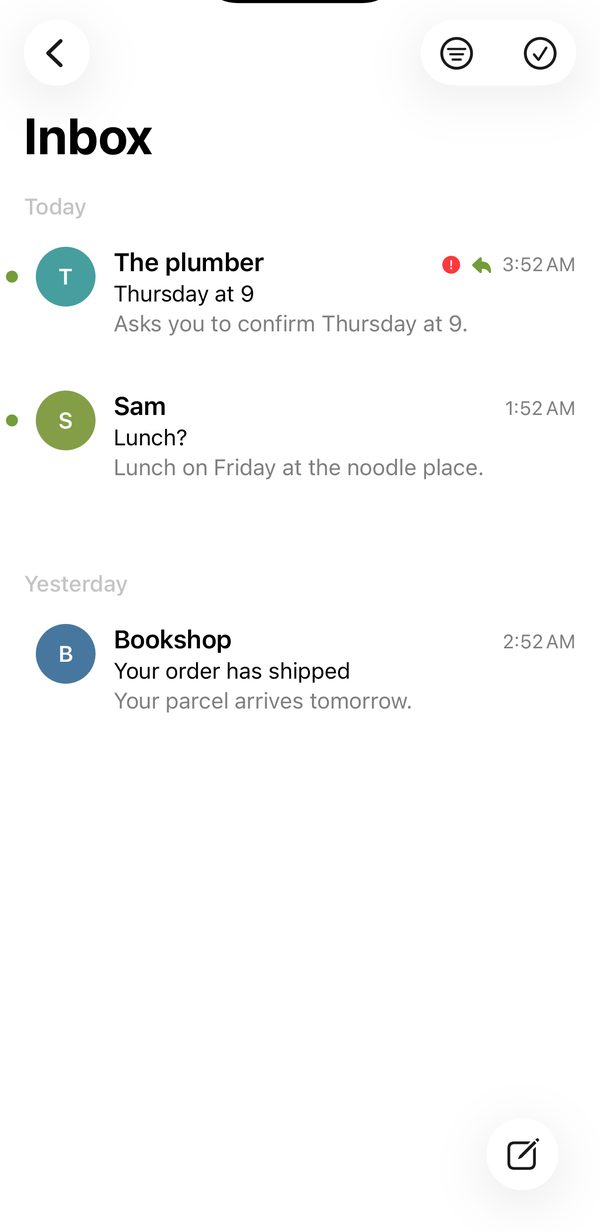 Inbox
Today
T
The plumber
3:52 AM
Thursday at 9
Asks you to confirm Thursday at 9.
S
Sam
1:52 AM
Lunch?
Lunch on Friday at the noodle place.
Yesterday
B
Bookshop
2:52 AM
Your order has shipped
Your parcel arrives tomorrow.